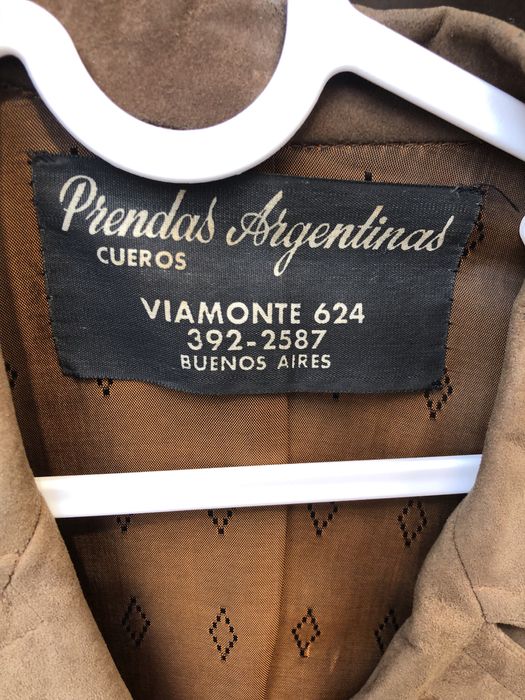 Prendas Argentinas
CUEROS
VIAMONTE 624
392-2587
BUENOS AIRES